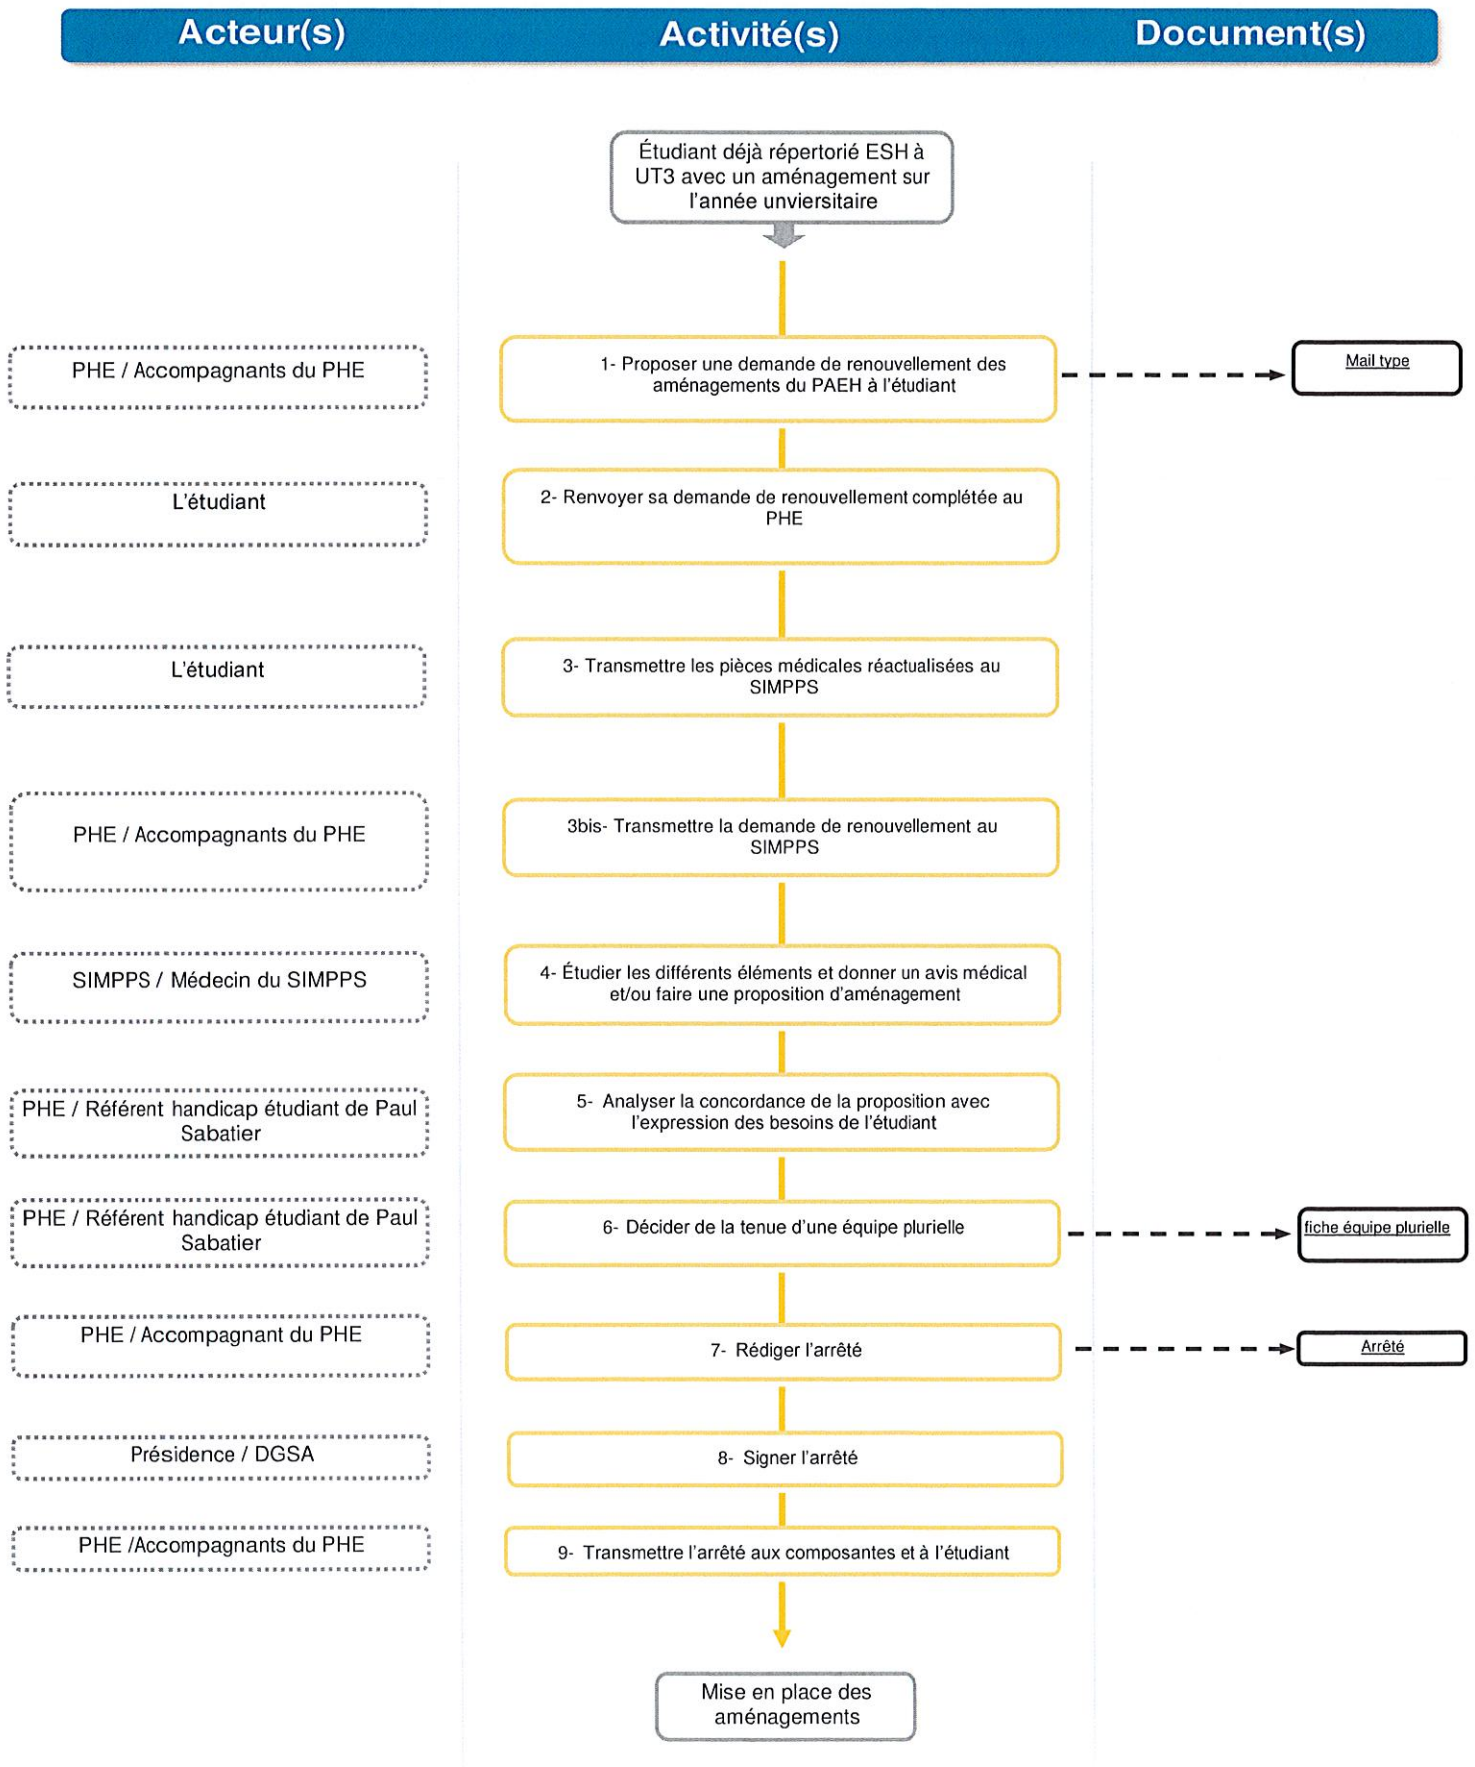 Acteur(s) Activité(s) Document(s)
Étudiant déjà répertorié ESH à
UT3 avec un aménagement sur
l'année unviersitaire
PHE / Accompagnants du PHE
1- Proposer une demande de renouvellement des
aménagements du PAEH à l'étudiant
Mail type
L'étudiant
2- Renvoyer sa demande de renouvellement complétée au
PHE
L'étudiant
3- Transmettre les pièces médicales réactualisées au
SIMPPS
PHE / Accompagnants du PHE
3bis- Transmettre la demande de renouvellement au
SIMPPS
SIMPPS / Médecin du SIMPPS
4- Étudier les différents éléments et donner un avis médical
et/ou faire une proposition d'aménagement
PHE / Référent handicap étudiant de Paul
Sabatier
5- Analyser la concordance de la proposition avec
l'expression des besoins de l'étudiant
PHE / Référent handicap étudiant de Paul
Sabatier
6- Décider de la tenue d'une équipe plurielle
fiche équipe plurielle
PHE / Accompagnant du PHE
7- Rédiger l'arrêté
Arrêté
Présidence / DGSA
8- Signer l'arrêté
PHE /Accompagnants du PHE
9- Transmettre l'arrêté aux composantes et à l'étudiant
Mise en place des
aménagements